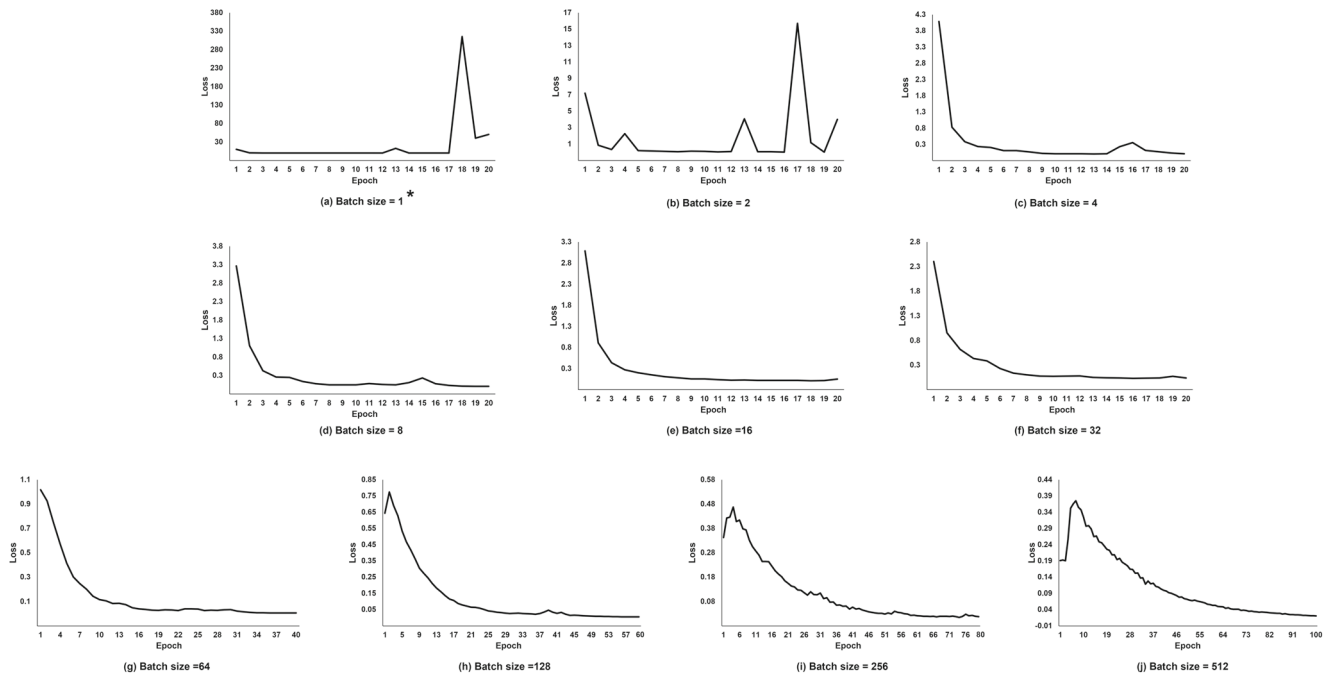 380
330
280
230
180
130
80
30
Loss
1 2 3 4 5 6 7 8 9 10 11 12 13 14 15 16 17 18 19 20
Epoch
(a) Batch size = 1 *
17
15
13
11
9
7
5
3
1
Loss
1 2 3 4 5 6 7 8 9 10 11 12 13 14 15 16 17 18 19 20
Epoch
(b) Batch size = 2
4.3
3.8
3.3
2.8
2.3
1.8
1.3
0.8
0.3
Loss
1 2 3 4 5 6 7 8 9 10 11 12 13 14 15 16 17 18 19 20
Epoch
(c) Batch size = 4
3.8
3.3
2.8
2.3
1.8
1.3
0.8
0.3
Loss
1 2 3 4 5 6 7 8 9 10 11 12 13 14 15 16 17 18 19 20
Epoch
(d) Batch size = 8
3.3
2.8
2.3
1.8
1.3
0.8
0.3
Loss
1 2 3 4 5 6 7 8 9 10 11 12 13 14 15 16 17 18 19 20
Epoch
(e) Batch size =16
2.8
2.3
1.8
1.3
0.8
0.3
Loss
1 2 3 4 5 6 7 8 9 10 11 12 13 14 15 16 17 18 19 20
Epoch
(f) Batch size = 32
1.1
0.9
0.7
0.5
0.3
0.1
Loss
1 4 7 10 13 16 19 22 25 28 31 34 37 40
Epoch
(g) Batch size =64
0.85
0.75
0.65
0.55
0.45
0.35
0.25
0.15
0.05
Loss
1 5 9 13 17 21 25 29 33 37 41 45 49 53 57 60
Epoch
(h) Batch size =128
0.58
0.48
0.38
0.28
0.18
0.08
Loss
1 6 11 16 21 26 31 36 41 46 51 56 61 66 71 76 80
Epoch
(i) Batch size = 256
0.44
0.39
0.34
0.29
0.24
0.19
0.14
0.09
0.04
-0.01
Loss
1 10 19 28 37 46 55 64 73 82 91 100
Epoch
(j) Batch size = 512